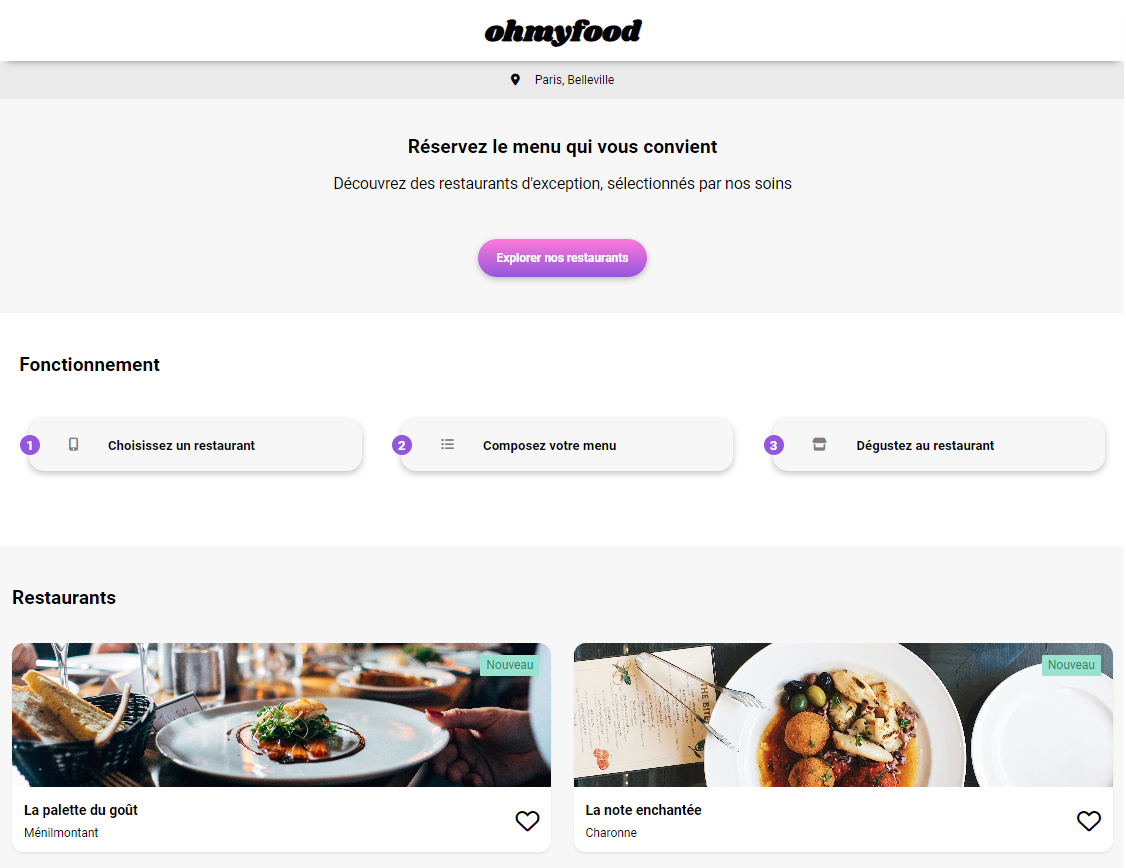 ohmyfood
Paris, Belleville
Réservez le menu qui vous convient
Découvrez des restaurants d'exception, sélectionnés par nos soins
Explorer nos restaurants
Fonctionnement
1 Choisissez un restaurant
2 Composez votre menu
3 Dégustez au restaurant
Restaurants
Nouveau
La palette du goût
Ménilmontant
Nouveau
La note enchantée
Charonne